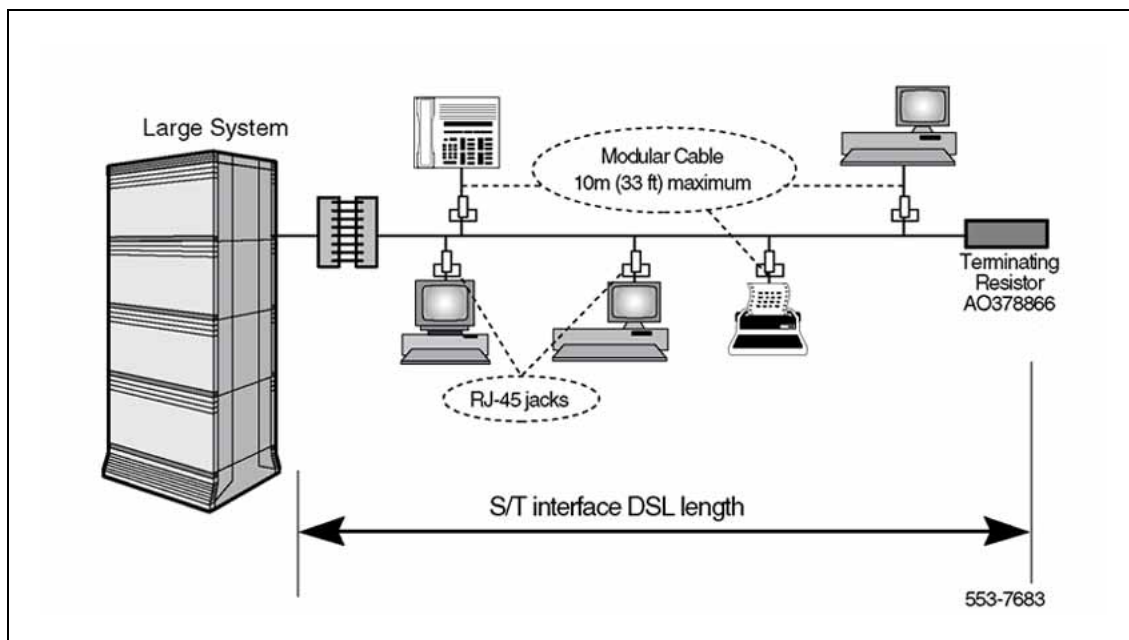 Large System
Modular Cable
10m (33 ft) maximum
Terminating
Resistor
AO378866
RJ-45 jacks
S/T interface DSL length
553-7683